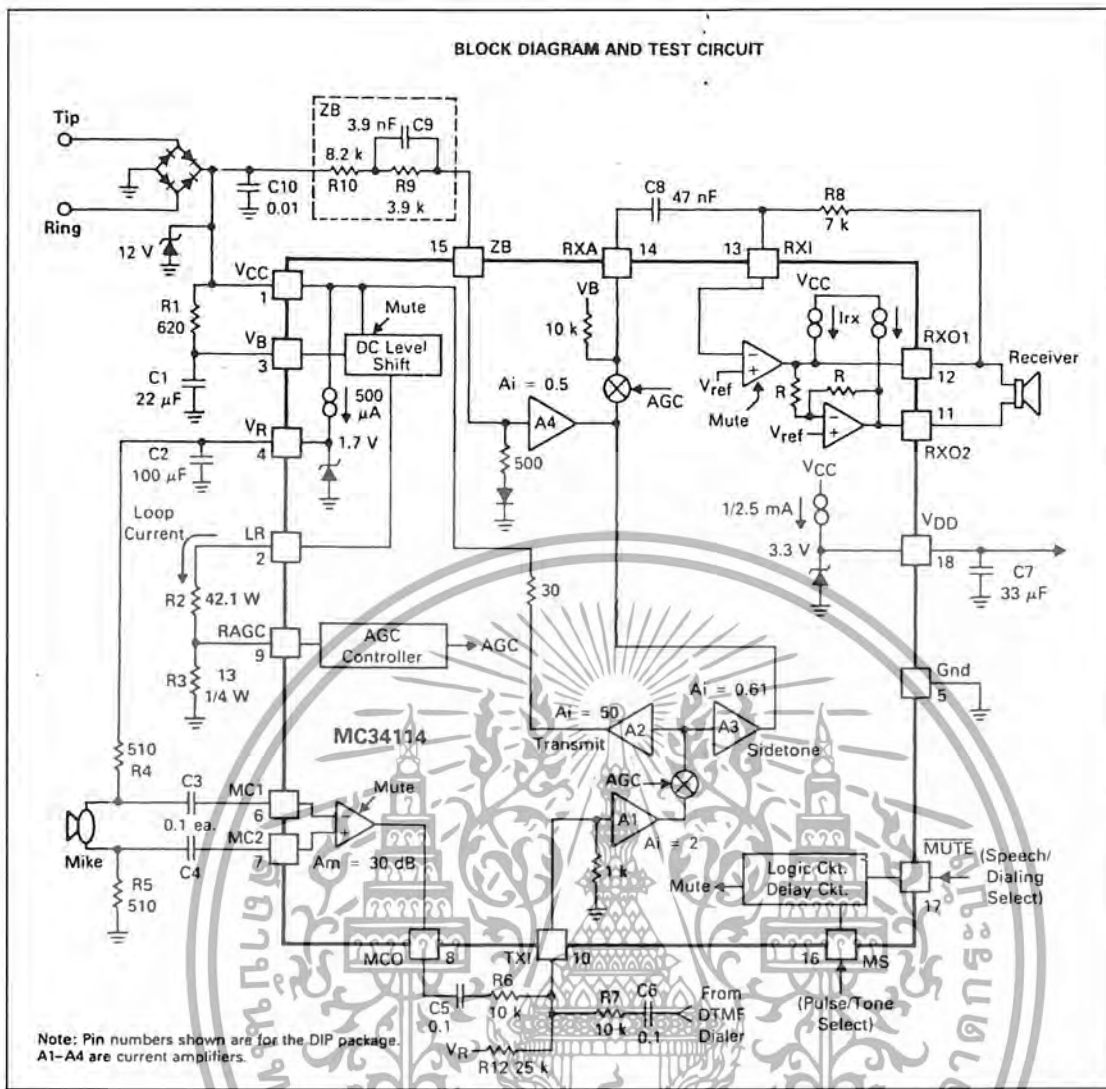 BLOCK DIAGRAM AND TEST CIRCUIT
Tip
Ring
12 V
C10
0.01
ZB
3.9 nF
C9
8.2 k
R10
R9
3.9 k
C8
47 nF
R8
7 k
15
ZB
RXA
14
13
RXI
VCC
1
R1
620
VB
3
C1
22 μF
VR
4
C2
100 μF
Mute
DC Level
Shift
500
μA
1.7 V
Ai = 0.5
A4
500
VB
10 k
AGC
VCC
Irx
Vref
Mute
R
R
Vref
RXO1
12
11
RXO2
Receiver
Loop
Current
LR
2
R2
42.1 W
RAGC
9
R3
13
1/4 W
AGC
Controller
AGC
30
VCC
1/2.5 mA
3.3 V
VDD
18
C7
33 μF
Gnd
5
MC34114
Ai = 50
A2
Transmit
Ai = 0.61
A3
Sidetone
AGC
A1
Ai = 2
1 k
510
R4
C3
0.1 ea.
C4
Mike
R5
510
MC1
6
MC2
7
Mute
Am = 30 dB
Logic Ckt.
Delay Ckt.
Mute
MUTE
17
(Speech/
Dialing
Select)
MCO
8
TXI
10
16
MS
(Pulse/Tone
Select)
C5
0.1
R6
10 k
R7
10 k
C6
0.1
From
DTMF
Dialer
VR
R12 25 k
Note: Pin numbers shown are for the DIP package.
A1–A4 are current amplifiers.